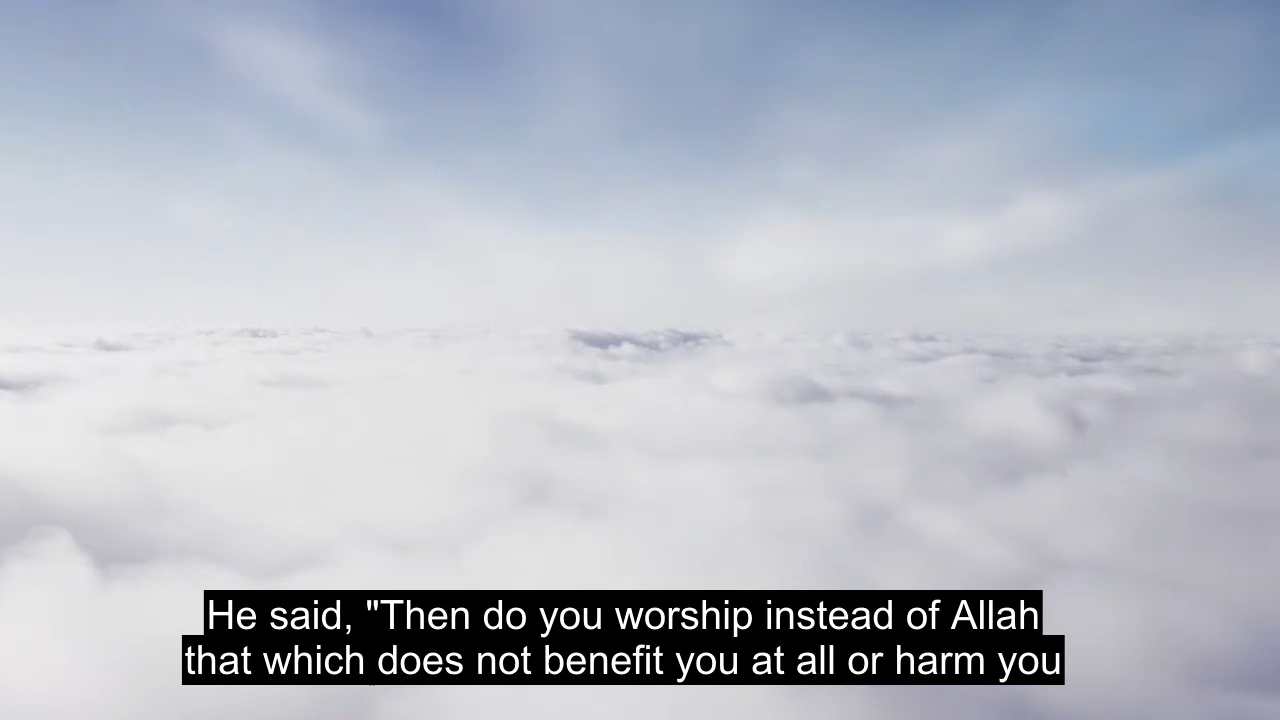 He said, "Then do you worship instead of Allah
that which does not benefit you at all or harm you